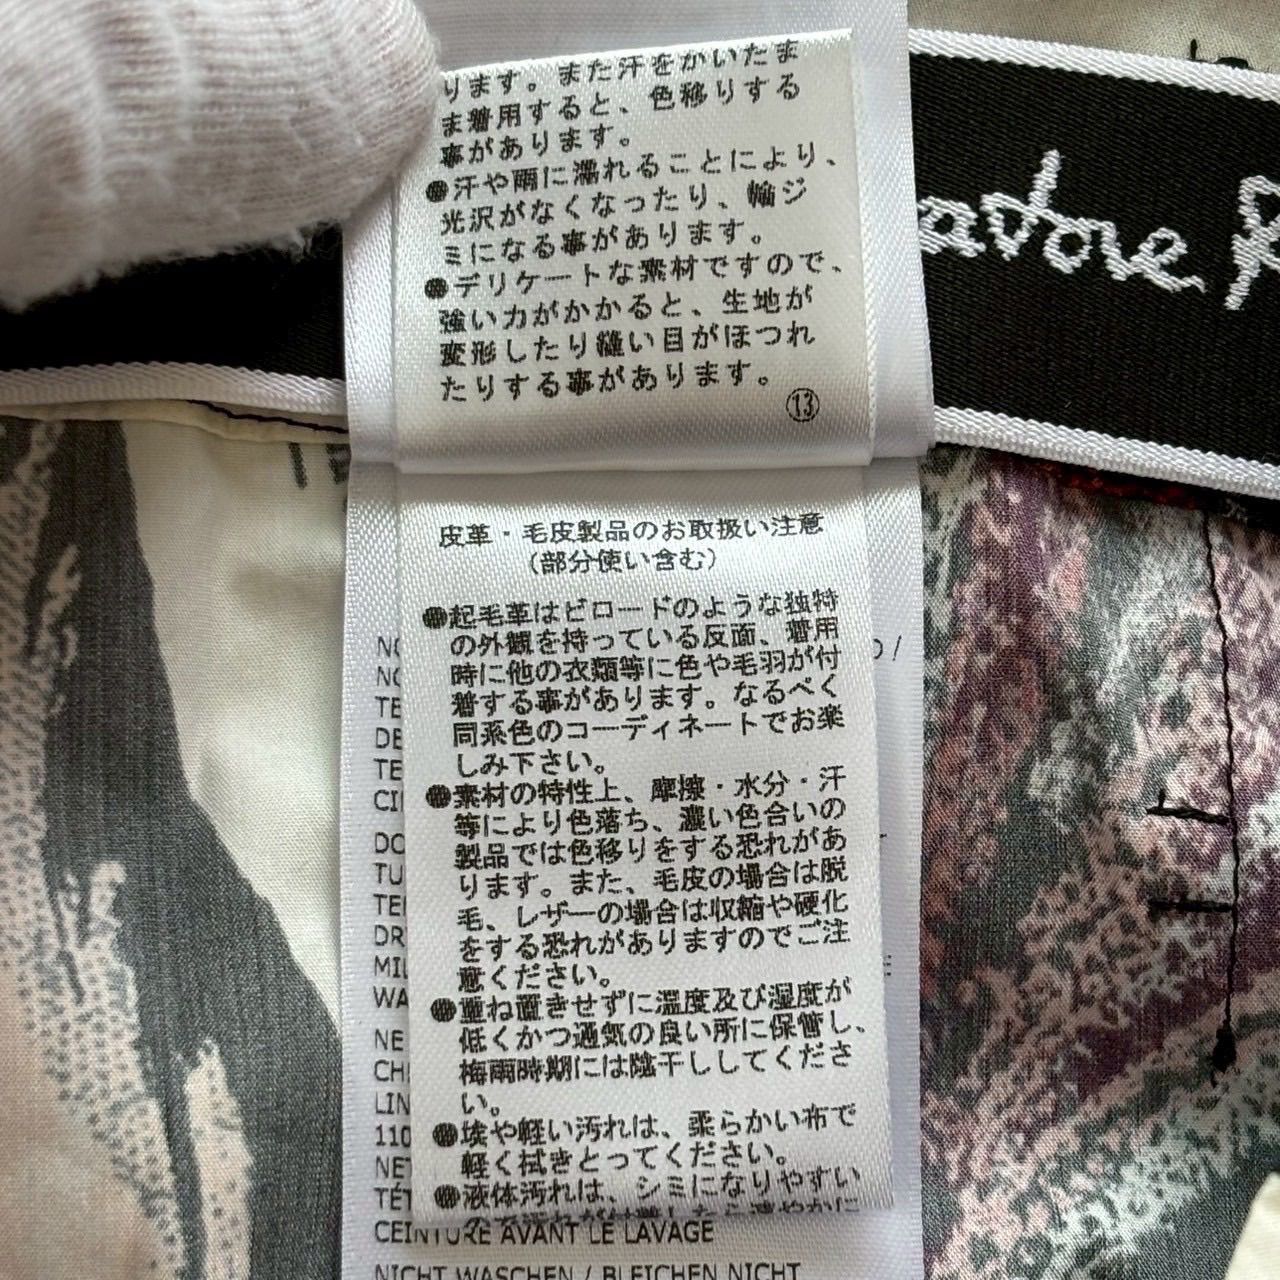 ります。また汗をかいたま
ま着用すると、色移りする
事があります。
●汗や雨に濡れることにより、
光沢がなくなったり、輪ジ
ミになる事があります。
●デリケートな素材ですので、
強い力がかかると、生地が
変形したり縫い目がほつれ
たりする事があります。
⑬
adore
皮革・毛皮製品のお取扱い注意
(部分使い含む)
●起毛革はビロードのような独特
の外観を持っている反面、着用
時に他の衣類等に色や毛羽が付
着する事があります。なるべく
同系色のコーディネートでお楽
しみ下さい。
●素材の特性上、摩擦・水分・汗
等により色落ち、濃い色合いの
製品では色移りをする恐れがあ
ります。また、毛皮の場合は脱
毛、レザーの場合は収縮や硬化
をする恐れがありますのでご注
意ください。
●重ね置きせずに温度及び湿度が
低くかつ通気の良い所に保管し、
梅雨時期には陰干ししてくださ
い。
●埃や軽い汚れは、柔らかい布で
軽く拭きとってください。
●液体汚れは、シミになりやすい
NO
NO
TE
DE
TE
CI
DO
TU
TE
DR
MI
WA
NE
CH
LIN
110
NET
TÊT
CEINTURE AVANT LE LAVAGE
NICHT WASCHEN / BLEICHEN NICHT